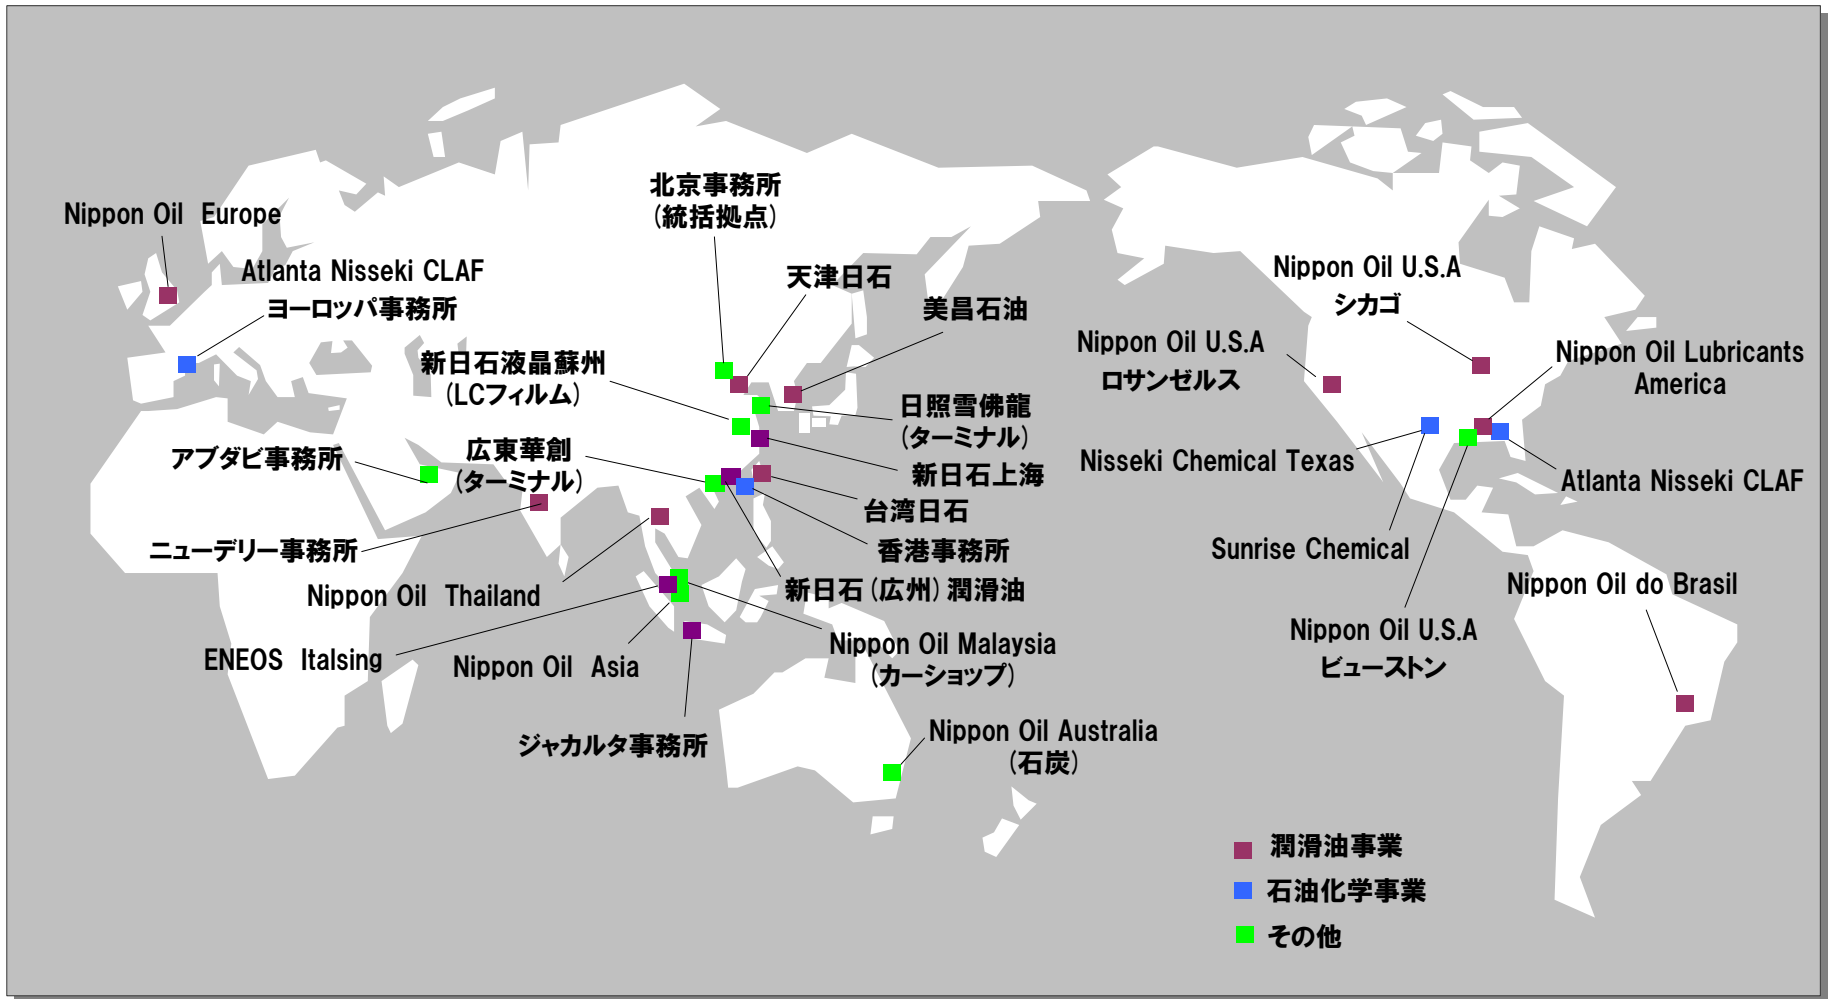 北京事務所
(統括拠点)
Nippon Oil Europe
Atlanta Nisseki CLAF
ヨーロッパ事務所
天津日石
美昌石油
新日石液晶蘇州
(LCフィルム)
日照雪佛龍
(ターミナル)
アブダビ事務所
広東華創
(ターミナル)
新日石上海
台湾日石
ニューデリー事務所
香港事務所
Nippon Oil Thailand
新日石(広州)潤滑油
ENEOS Italsing
Nippon Oil Asia
Nippon Oil Malaysia
(カーショップ)
ジャカルタ事務所
Nippon Oil Australia
(石炭)
Nippon Oil U.S.A
シカゴ
Nippon Oil U.S.A
ロサンゼルス
Nippon Oil Lubricants
America
Nisseki Chemical Texas
Atlanta Nisseki CLAF
Sunrise Chemical
Nippon Oil do Brasil
Nippon Oil U.S.A
ビューストン
潤滑油事業
石油化学事業
その他